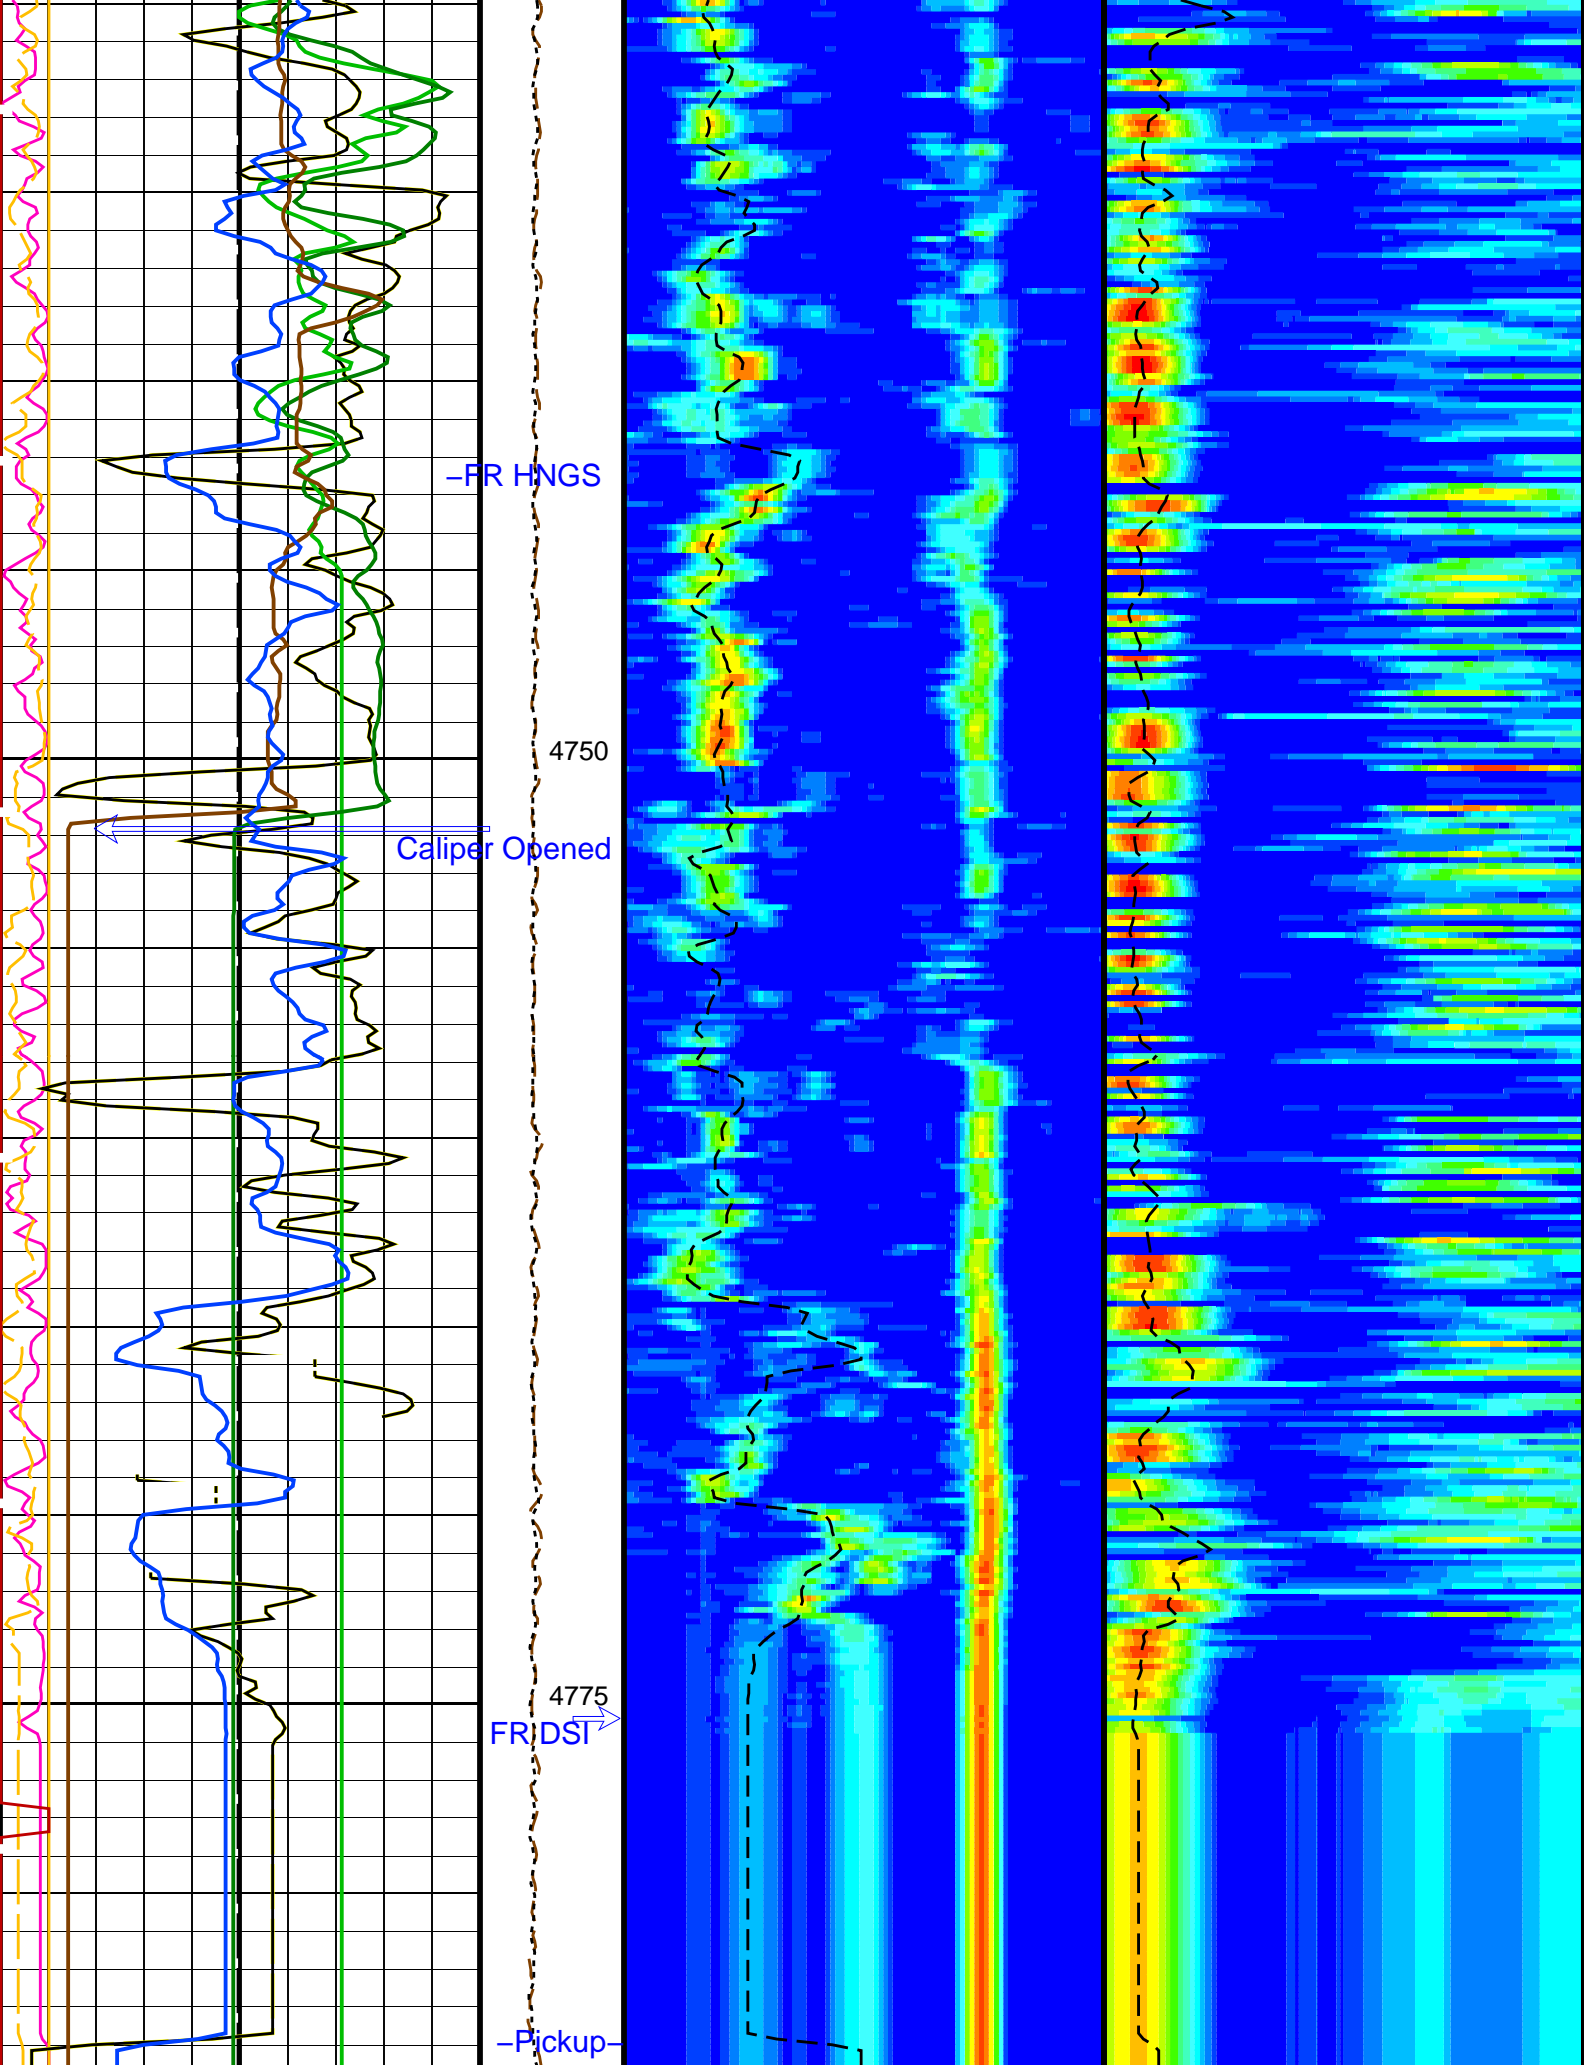 –FR HNGS
4750
Caliper Opened
4775
FR DSI
–Pickup–